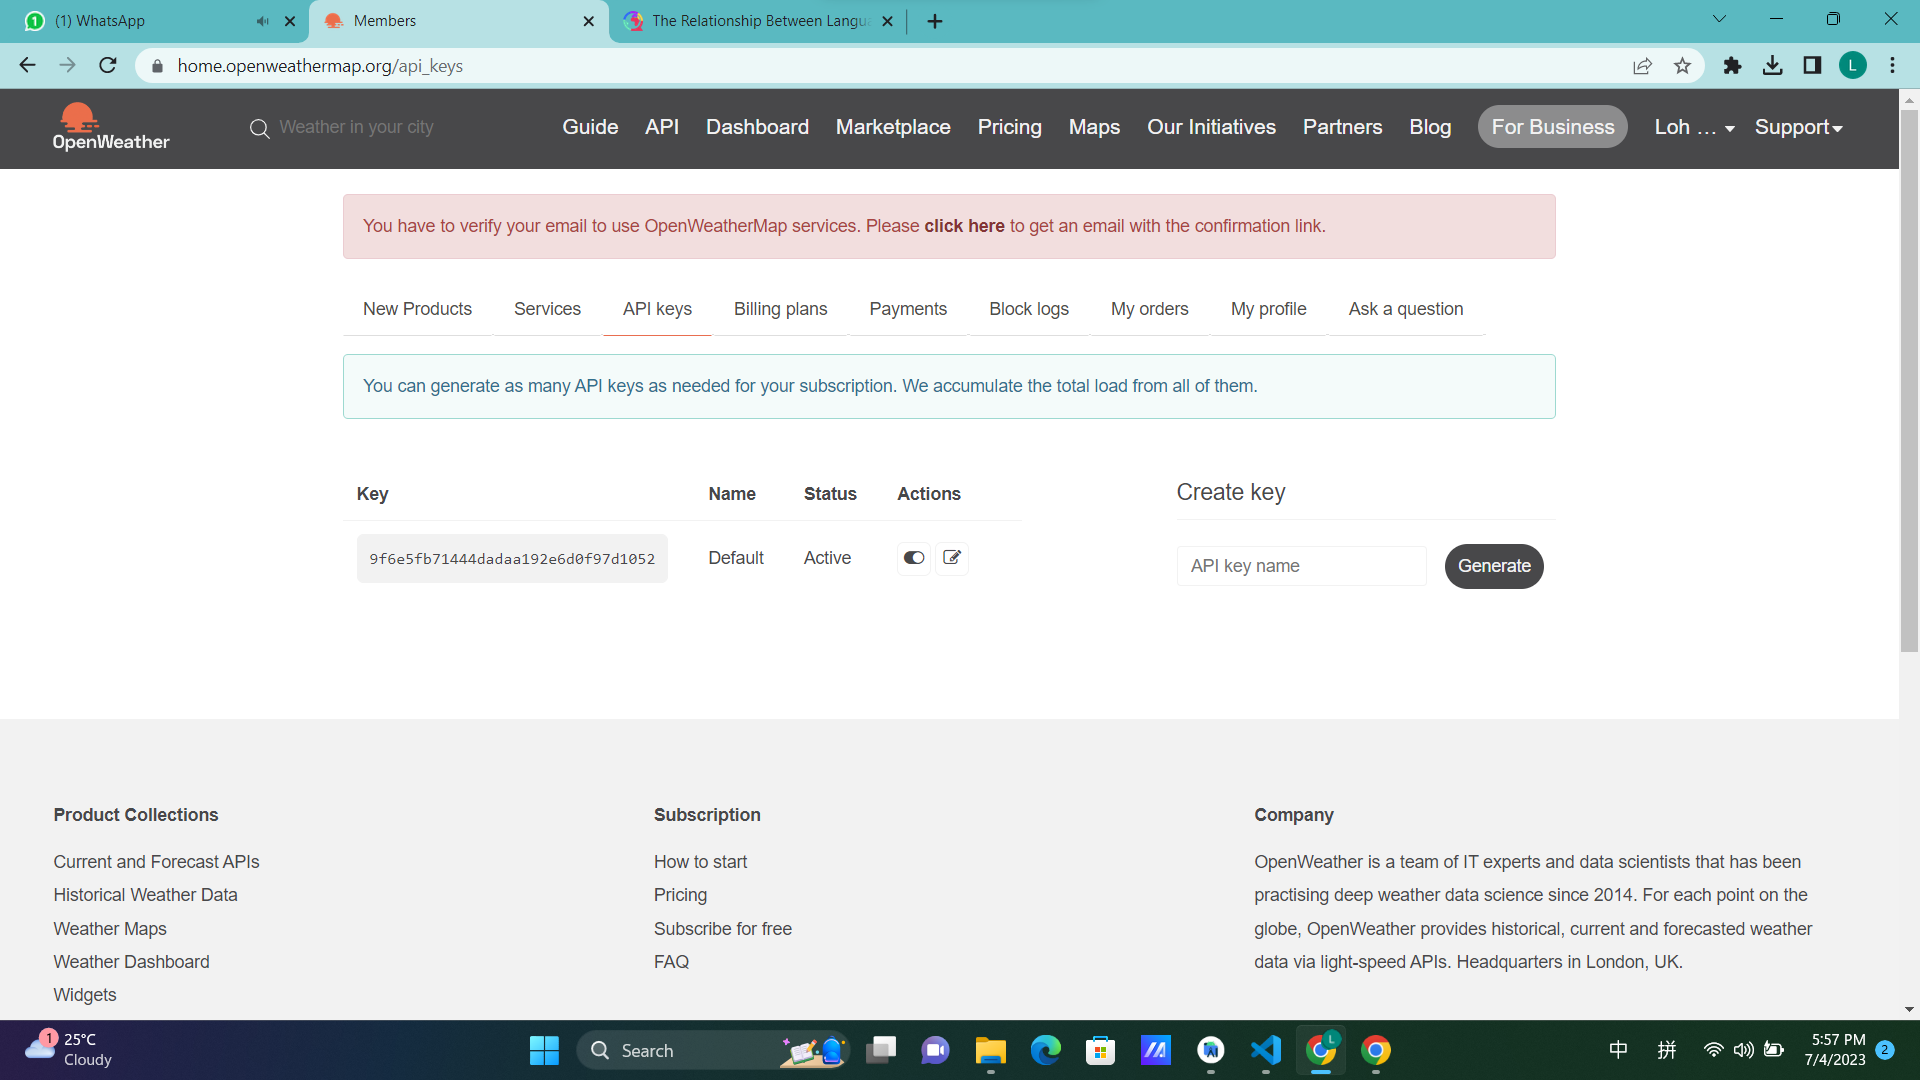 (1) WhatsApp
Members
The Relationship Between Langu
home.openweathermap.org/api_keys
L
OpenWeather
Weather in your city
Guide
API
Dashboard
Marketplace
Pricing
Maps
Our Initiatives
Partners
Blog
For Business
Loh ...
Support
You have to verify your email to use OpenWeatherMap services. Please click here to get an email with the confirmation link.
New Products
Services
API keys
Billing plans
Payments
Block logs
My orders
My profile
Ask a question
You can generate as many API keys as needed for your subscription. We accumulate the total load from all of them.
Key
Name
Status
Actions
9f6e5fb71444dadaa192e6d0f97d1052
Default
Active
Create key
API key name
Generate
Product Collections
Current and Forecast APIs
Historical Weather Data
Weather Maps
Weather Dashboard
Widgets
Subscription
How to start
Pricing
Subscribe for free
FAQ
Company
OpenWeather is a team of IT experts and data scientists that has been
practising deep weather data science since 2014. For each point on the
globe, OpenWeather provides historical, current and forecasted weather
data via light-speed APIs. Headquarters in London, UK.
1
25°C
Cloudy
Search
L
中
拼
5:57 PM
7/4/2023
2